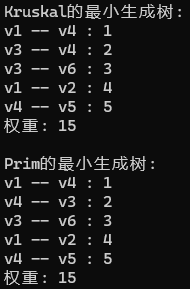 Kruskal的最小生成树:
v1 —— v4 : 1
v3 —— v4 : 2
v3 —— v6 : 3
v1 —— v2 : 4
v4 —— v5 : 5
权重: 15

Prim的最小生成树:
v1 —— v4 : 1
v4 —— v3 : 2
v3 —— v6 : 3
v1 —— v2 : 4
v4 —— v5 : 5
权重: 15